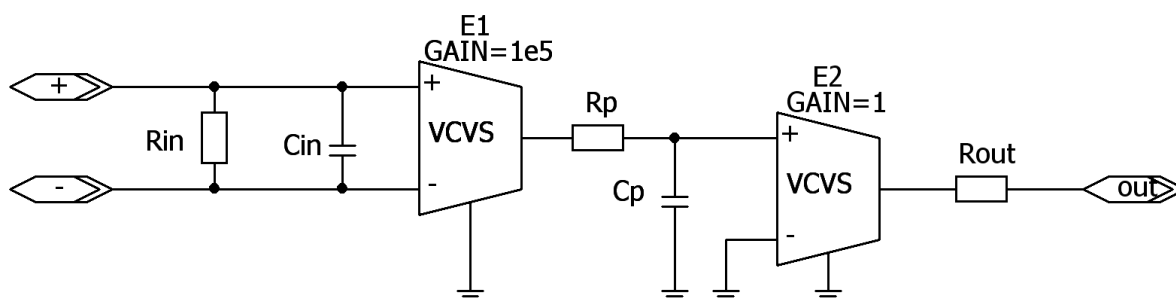 E1
GAIN=1e5
+
+
Rin
Cin
VCVS
-
-
Rp
Cp
E2
GAIN=1
+
VCVS
-
Rout
out